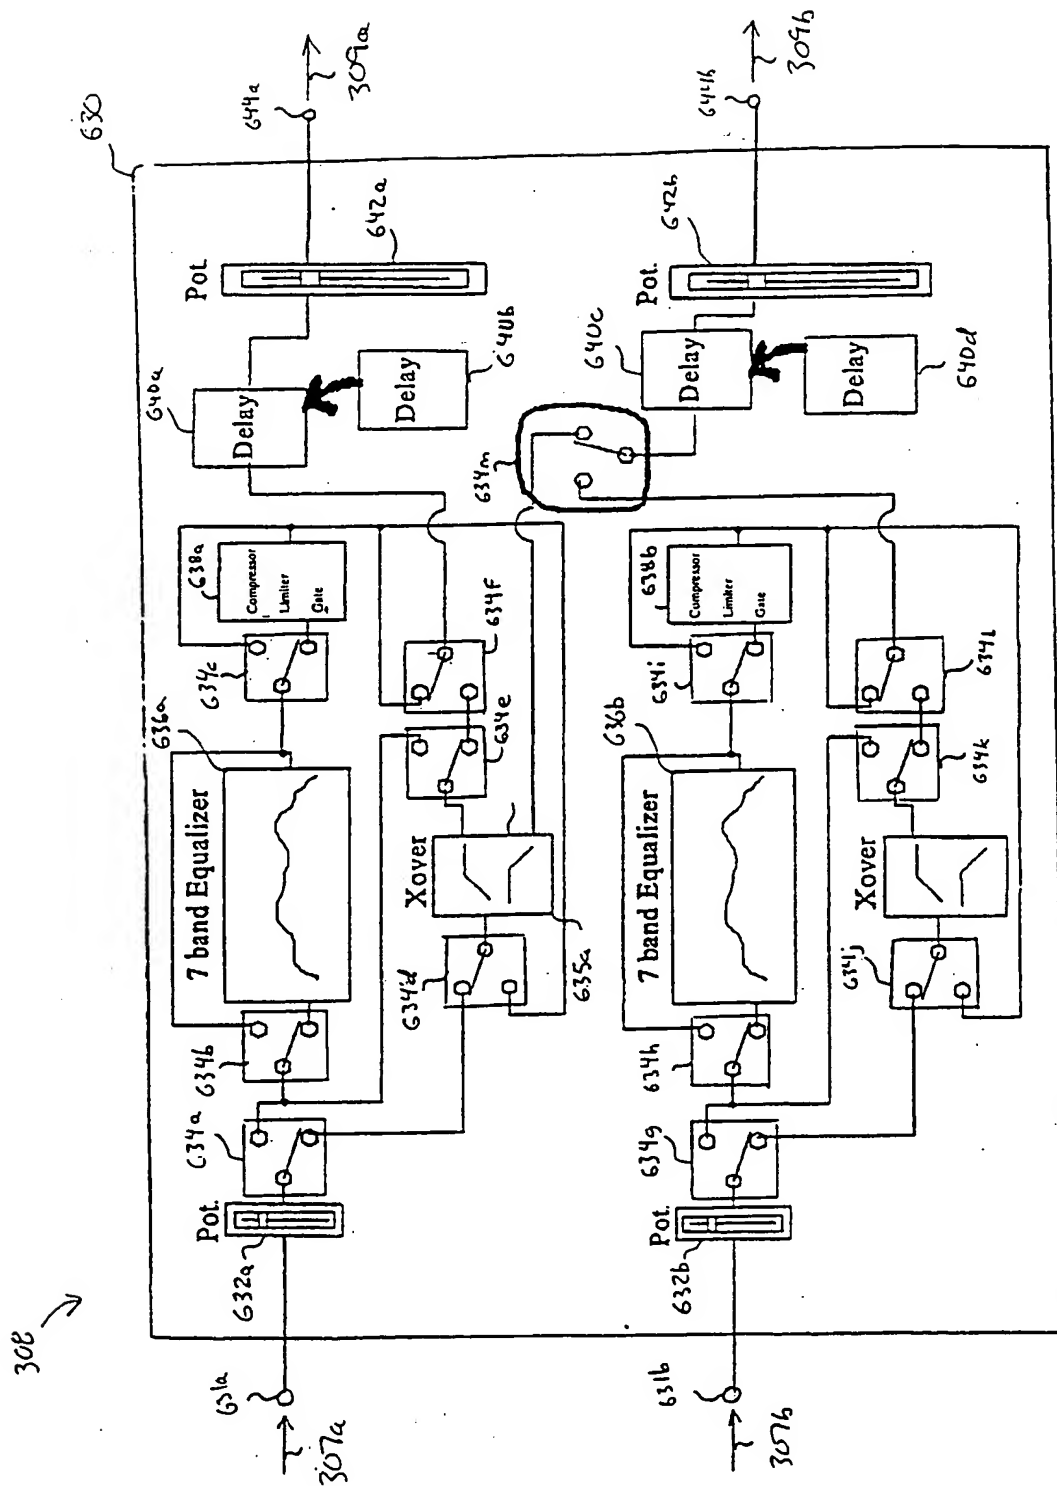 308
630
307a
631a
632a
Pot.
634a
634b
7 band Equalizer
636a
634c
638a
Compressor
Limiter
Gate
634d
635a
Xover
634e
634f
640a
Delay
Delay
640b
Pot.
642a
644a
309a
634m
307b
631b
632b
Pot.
634g
634h
7 band Equalizer
636b
634i
638b
Compressor
Limiter
Gate
634j
Xover
634k
634l
640c
Delay
Delay
640d
Pot.
642b
644b
309b